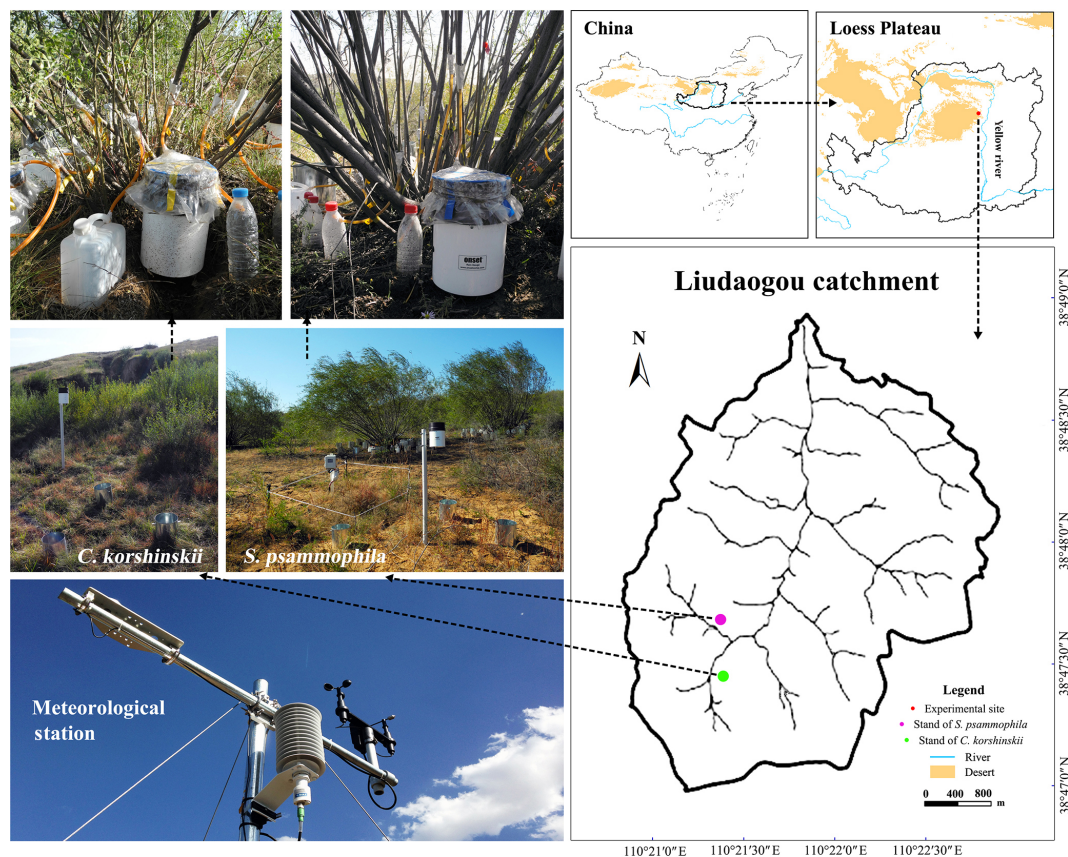 China
Loess Plateau
Yellow river
onset
C. korshinskii
S. psammophila
Meteorological
station
Liudaogou catchment
N
38°49′0″N
38°48′30″N
38°48′0″N
38°47′30″N
38°47′0″N
Legend
Experimental site
Stand of S. psammophila
Stand of C. korshinskii
River
Desert
0 400 800 m
110°21′0″E 110°21′30″E 110°22′0″E 110°22′30″E